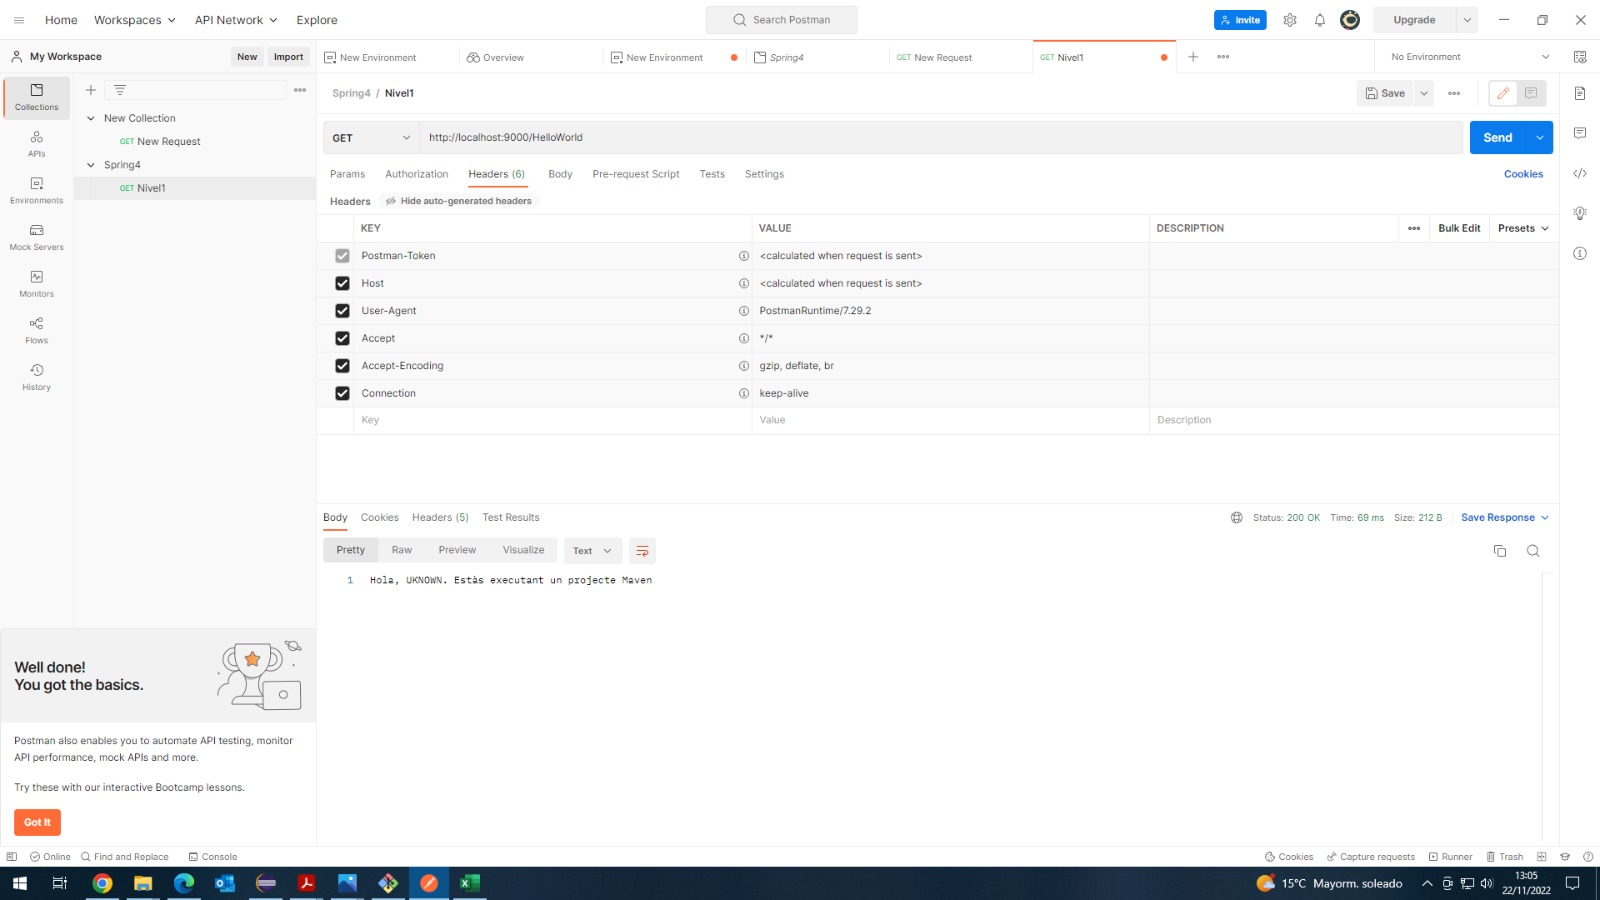 Home Workspaces API Network Explore Search Postman Invite Upgrade
My Workspace New Import New Environment Overview New Environment Spring4 GET New Request GET Nivel1 No Environment
Collections
APIs
Environments
Mock Servers
Monitors
Flows
History
New Collection
GET New Request
Spring4
GET Nivel1
Spring4 / Nivel1 Save
GET http://localhost:9000/HelloWorld Send
Params Authorization Headers (6) Body Pre-request Script Tests Settings Cookies
Headers Hide auto-generated headers
KEY VALUE DESCRIPTION Bulk Edit Presets
Postman-Token <calculated when request is sent>
Host <calculated when request is sent>
User-Agent PostmanRuntime/7.29.2
Accept */*
Accept-Encoding gzip, deflate, br
Connection keep-alive
Key Value Description
Body Cookies Headers (5) Test Results Status: 200 OK Time: 69 ms Size: 212 B Save Response
Pretty Raw Preview Visualize Text
1 Hola, UKNOWN. Estàs executant un projecte Maven
Well done!
You got the basics.
Postman also enables you to automate API testing, monitor
API performance, mock APIs and more.
Try these with our interactive Bootcamp lessons.
Got It
Online Find and Replace Console Cookies Capture requests Runner Trash
15°C Mayorm. soleado 13:05
22/11/2022